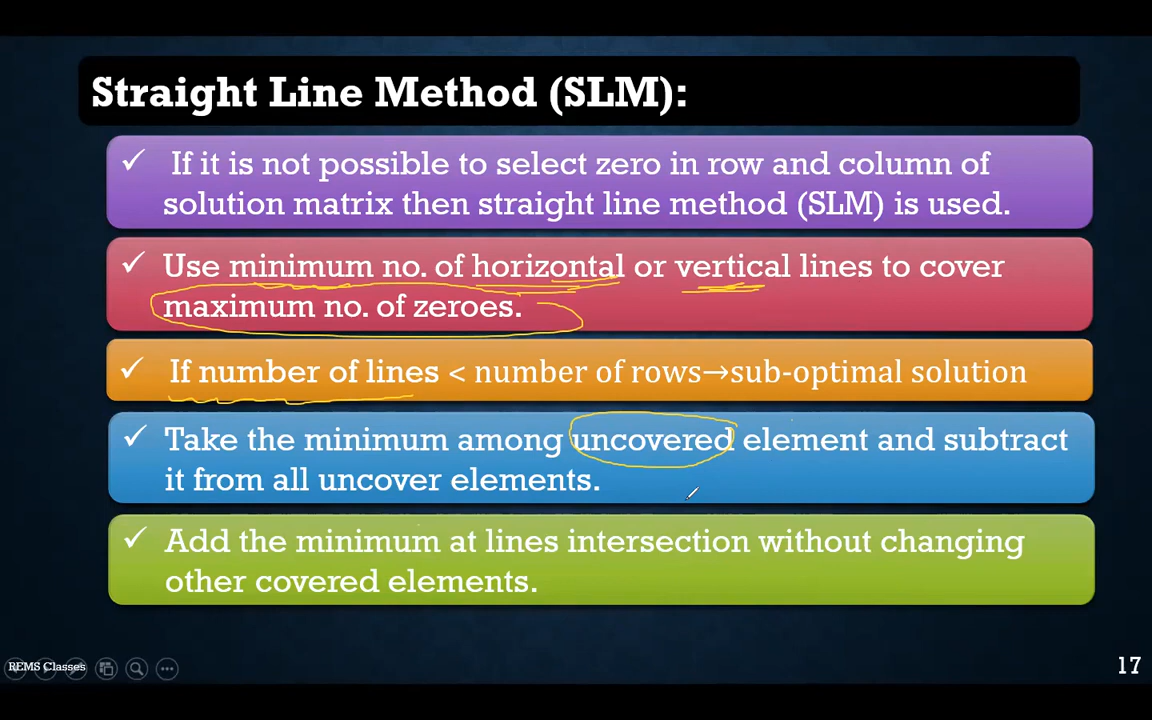 Straight Line Method (SLM):
✓ If it is not possible to select zero in row and column of
solution matrix then straight line method (SLM) is used.
✓ Use minimum no. of horizontal or vertical lines to cover
maximum no. of zeroes.
✓ If number of lines < number of rows→sub-optimal solution
✓ Take the minimum among uncovered element and subtract
it from all uncover elements.
✓ Add the minimum at lines intersection without changing
other covered elements.
REMS Classes
17